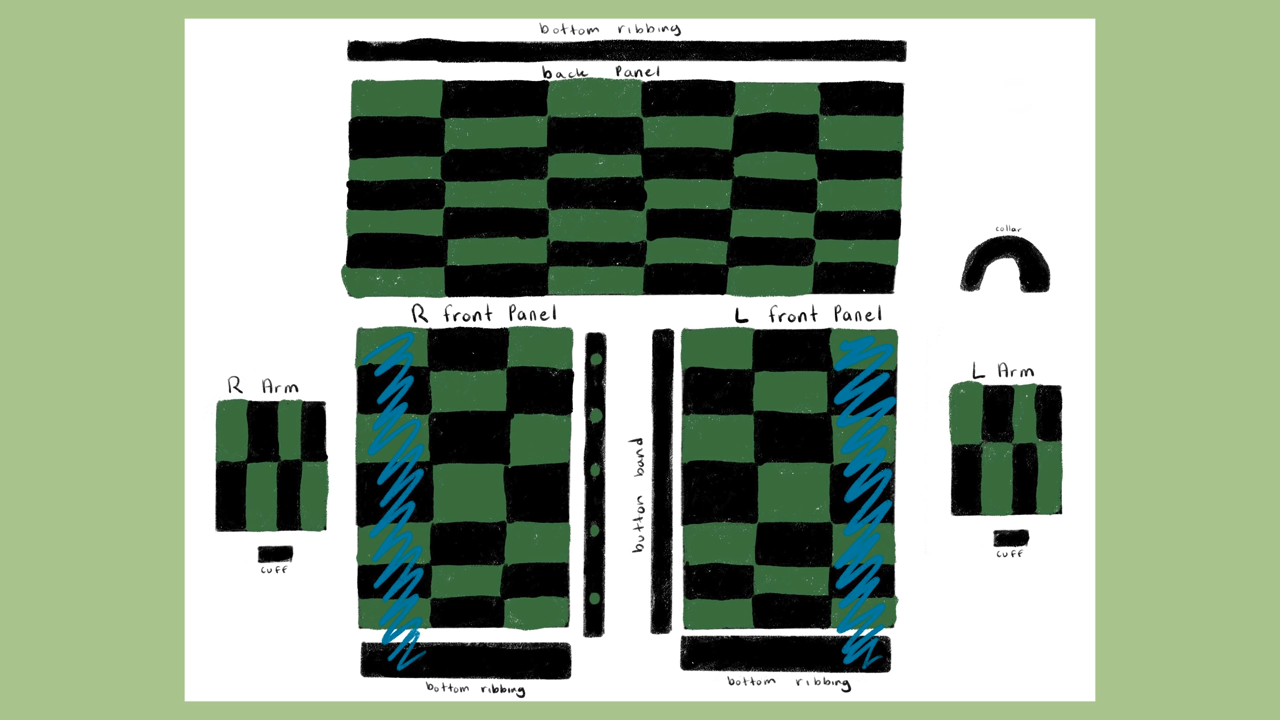 bottom ribbing
back Panel
collar
R front Panel
L front Panel
R Arm
L Arm
button band
cuff
cuff
bottom ribbing
bottom ribbing